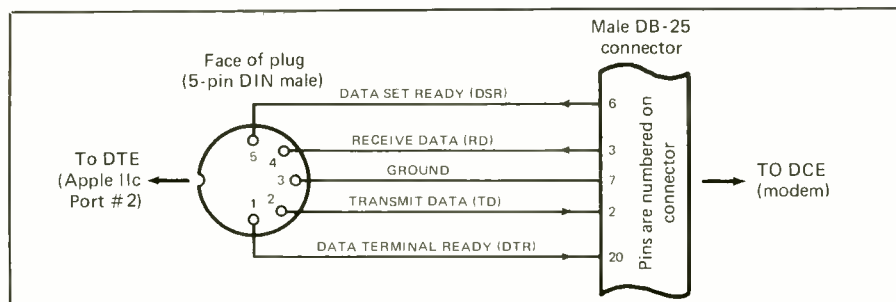 Male DB-25
connector
Face of plug
(5-pin DIN male)
DATA SET READY (DSR)
6
5
RECEIVE DATA (RD)
3
4
To DTE
(Apple IIc
Port #2)
GROUND
3
7
Pins are numbered on
connector
TO DCE
(modem)
TRANSMIT DATA (TD)
2
2
1
DATA TERMINAL READY (DTR)
20